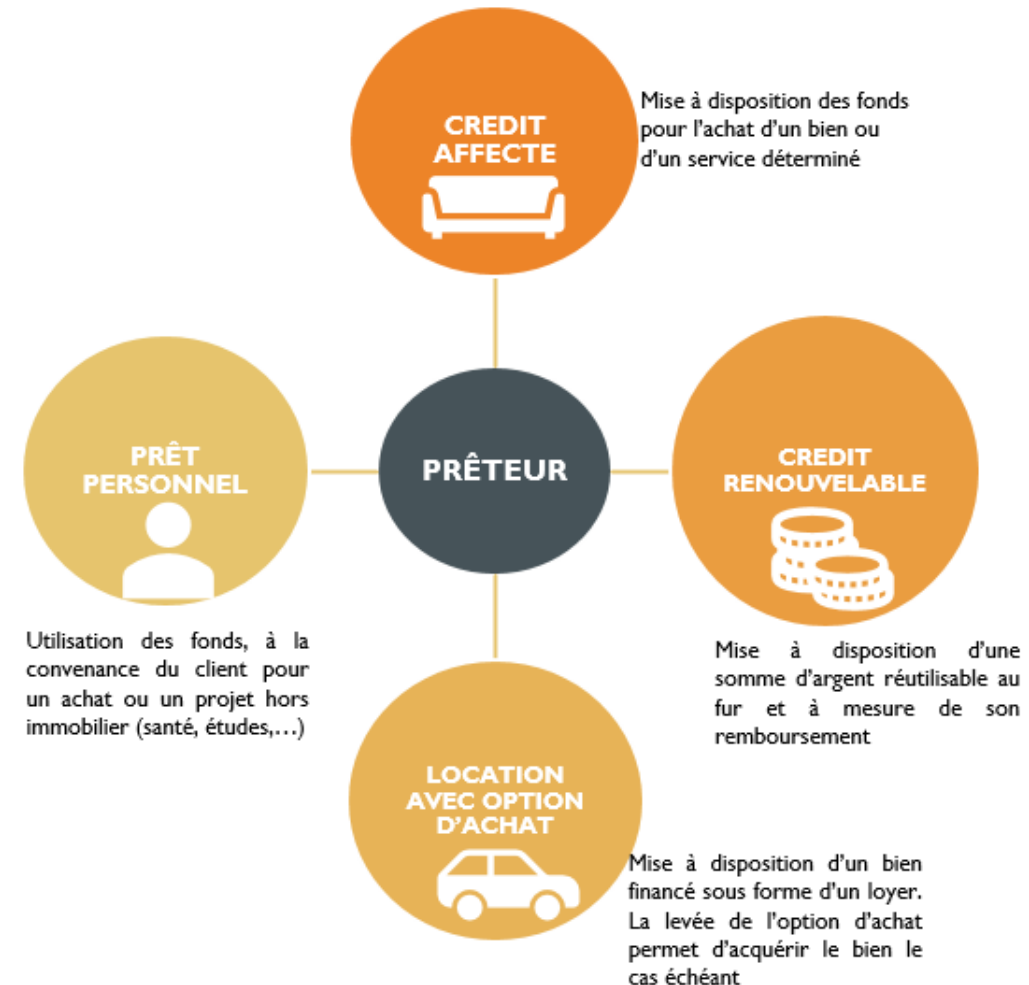 CREDIT
AFFECTE
Mise à disposition des fonds
pour l'achat d'un bien ou
d'un service déterminé
PRÊT
PERSONNEL
Utilisation des fonds, à la
convenance du client pour
un achat ou un projet hors
immobilier (santé, études,…)
PRÊTEUR
CREDIT
RENOUVELABLE
Mise à disposition d'une
somme d'argent réutilisable au
fur et à mesure de son
remboursement
LOCATION
AVEC OPTION
D'ACHAT
Mise à disposition d'un bien
financé sous forme d'un loyer.
La levée de l'option d'achat
permet d'acquérir le bien le
cas échéant